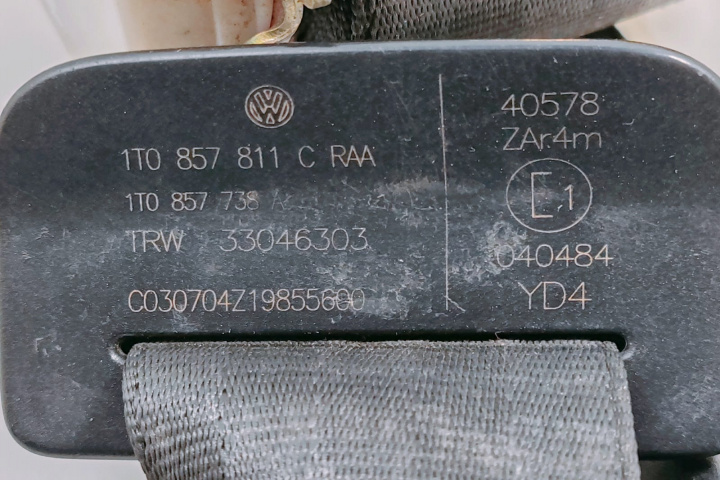 1T0 857 811 C RAA
1T0 857 738
TRW 33046303
C030704Z19855600
40578
ZAr4m
E1
040484
YD4